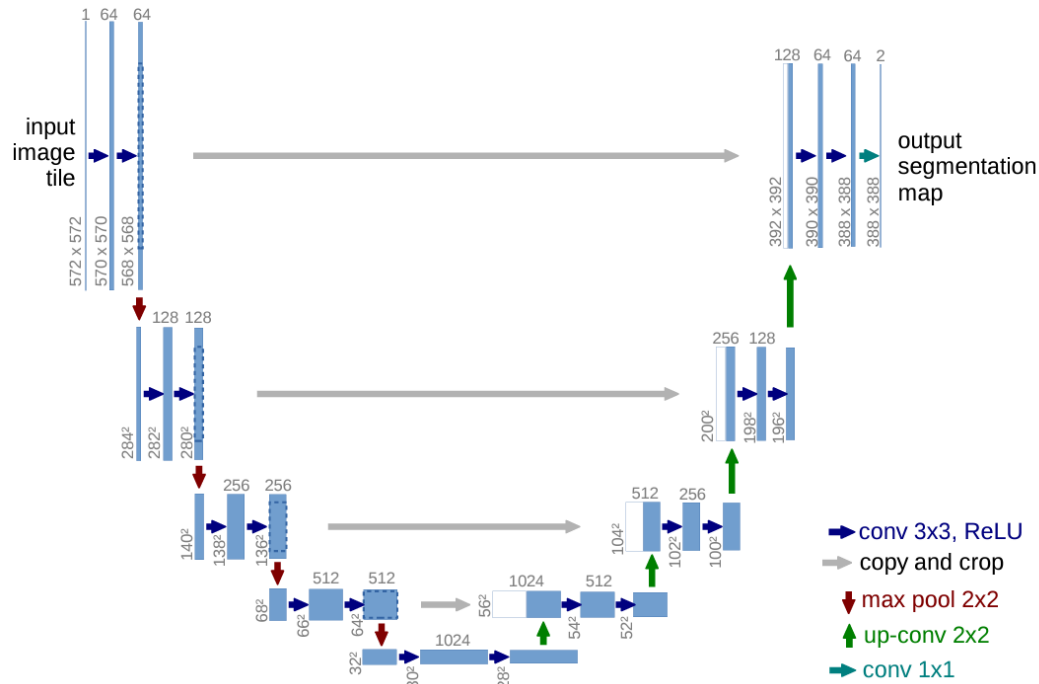 1 64 64
input
image
tile
572 x 572
570 x 570
568 x 568
128 64 64 2
output
segmentation
map
392 x 392
390 x 390
388 x 388
388 x 388
128 128
284²
282²
280²
256 128
200²
198²
196²
256 256
140²
138²
136²
512 256
104²
102²
100²
512 512
68²
66²
64²
1024 512
56²
54²
52²
1024
32²
30²
28²
conv 3x3, ReLU
copy and crop
max pool 2x2
up-conv 2x2
conv 1x1